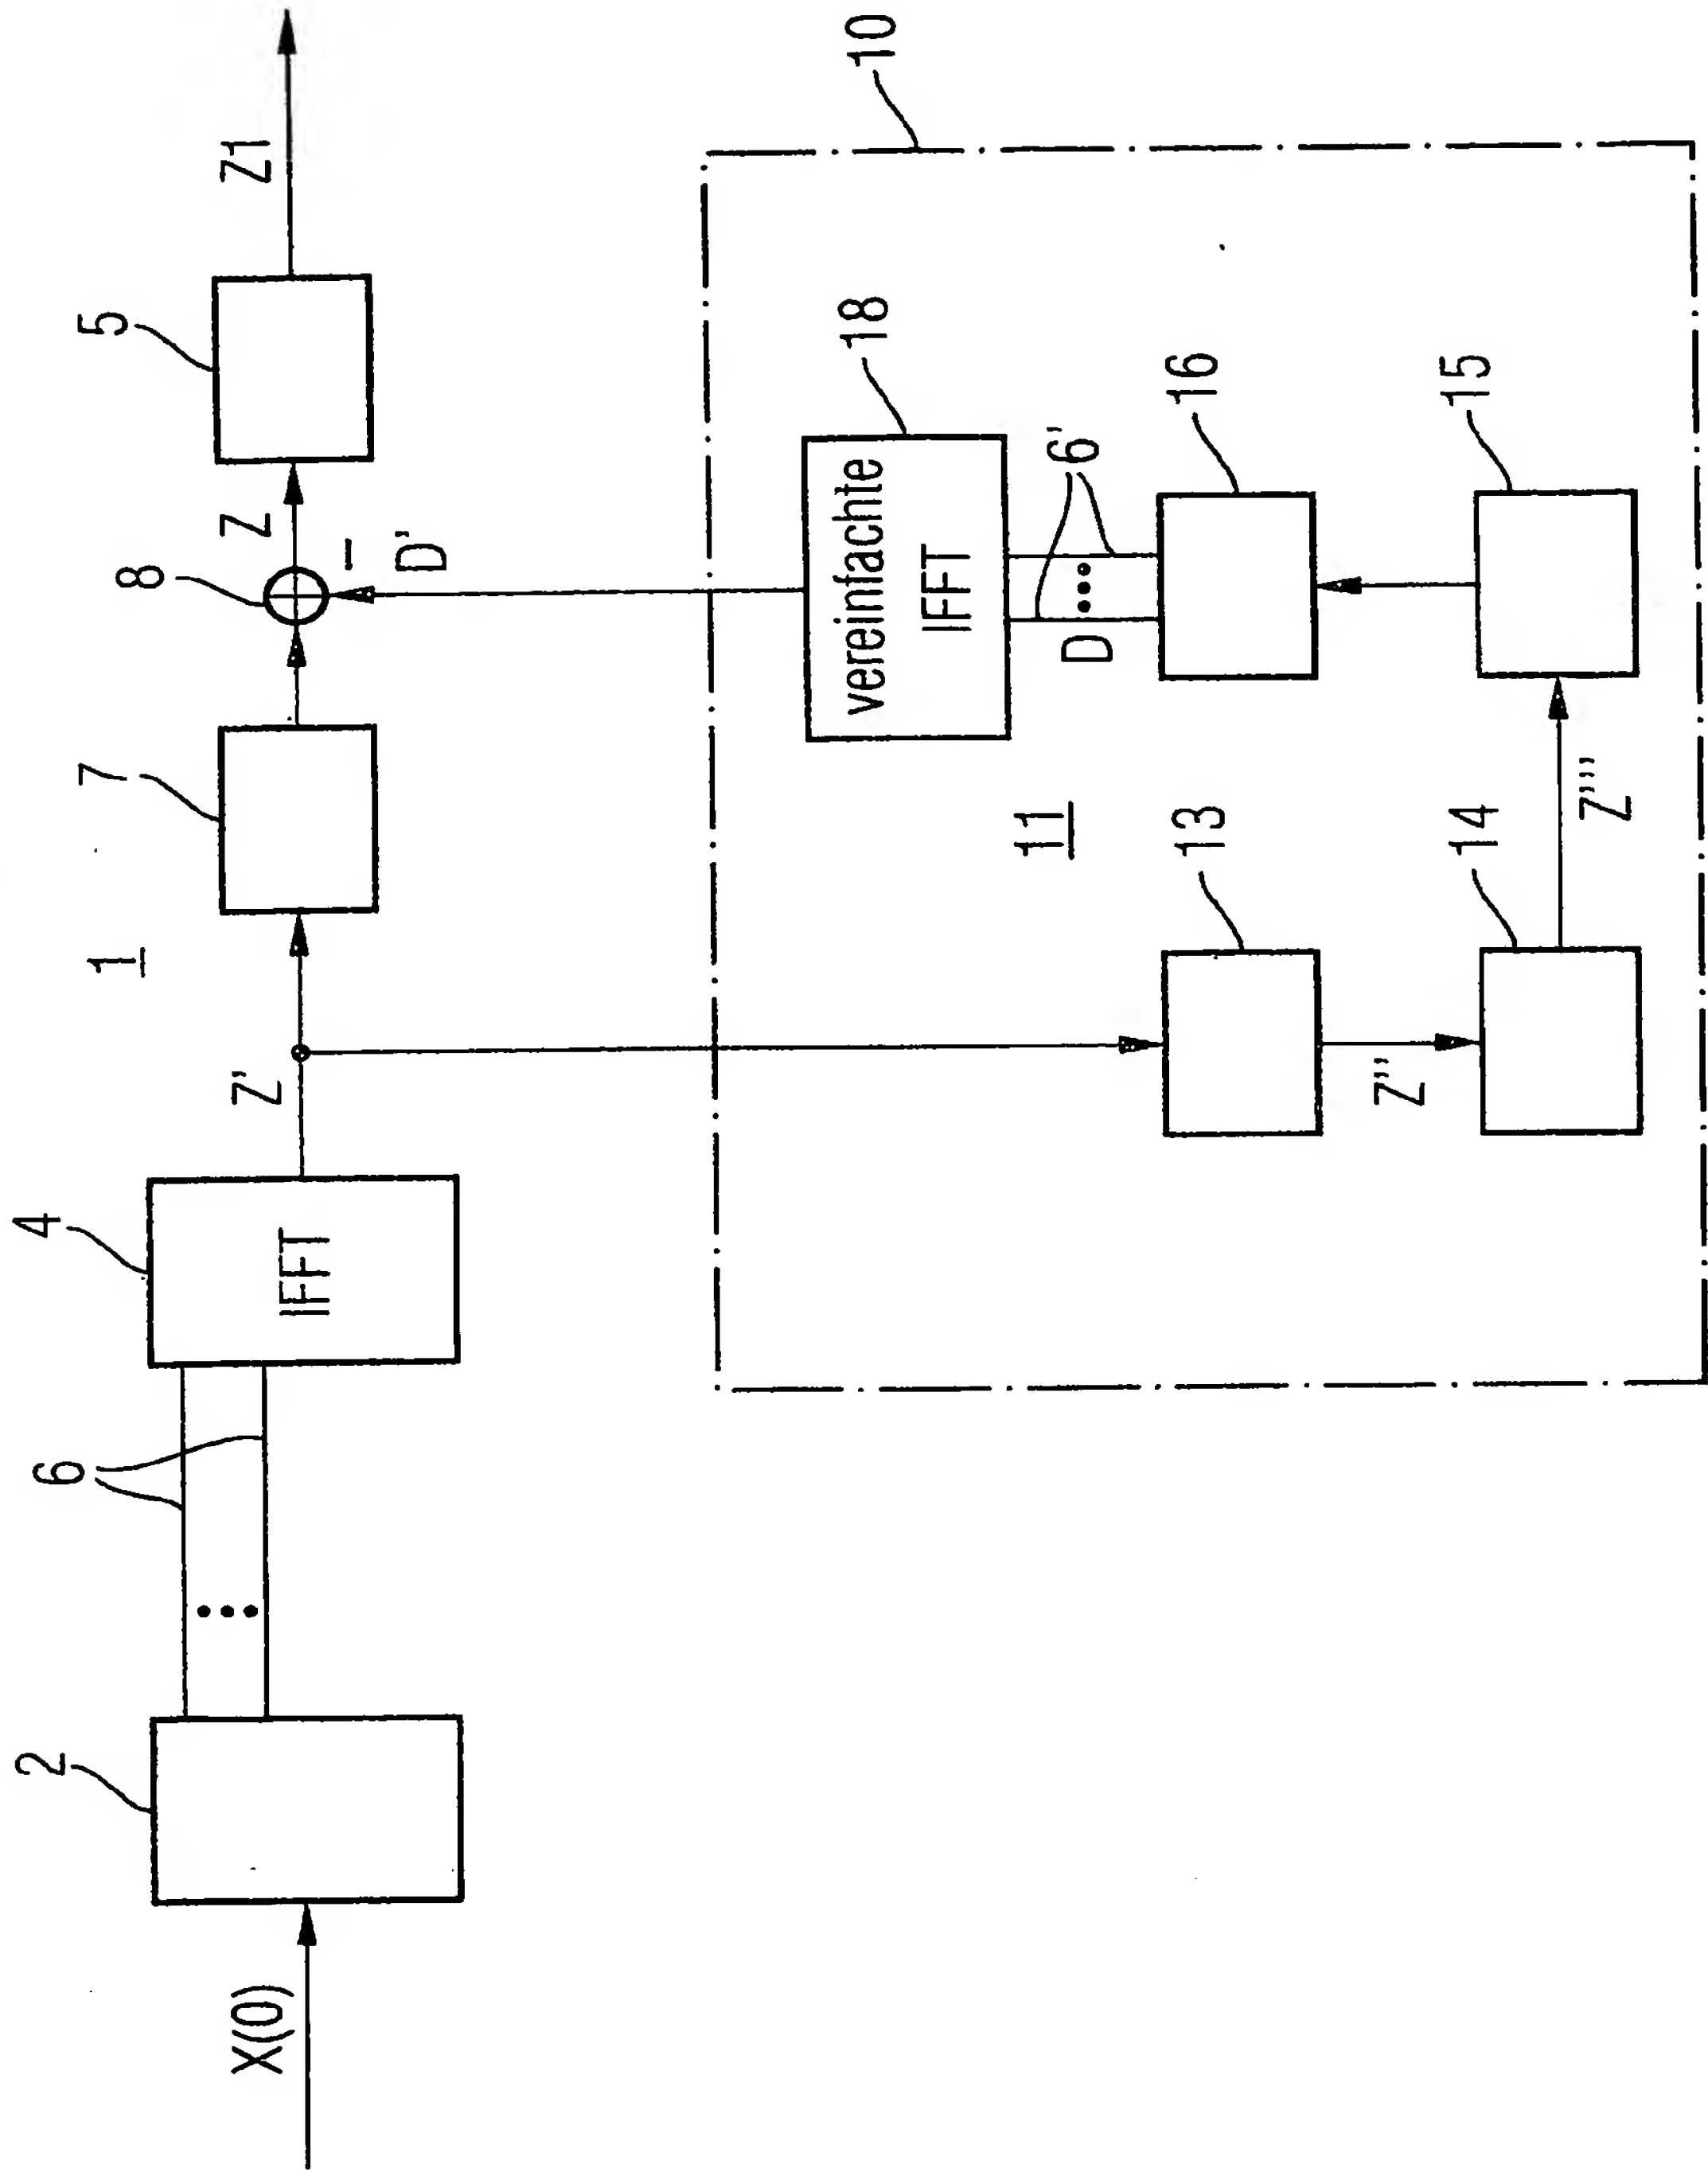 X(0)
2
6
4
IFFT
Z'
1
7
8
Z
5
Z1
–
D'
10
11
13
Z''
14
Z'''
15
16
D
6'
18
vereinfachte
IFFT